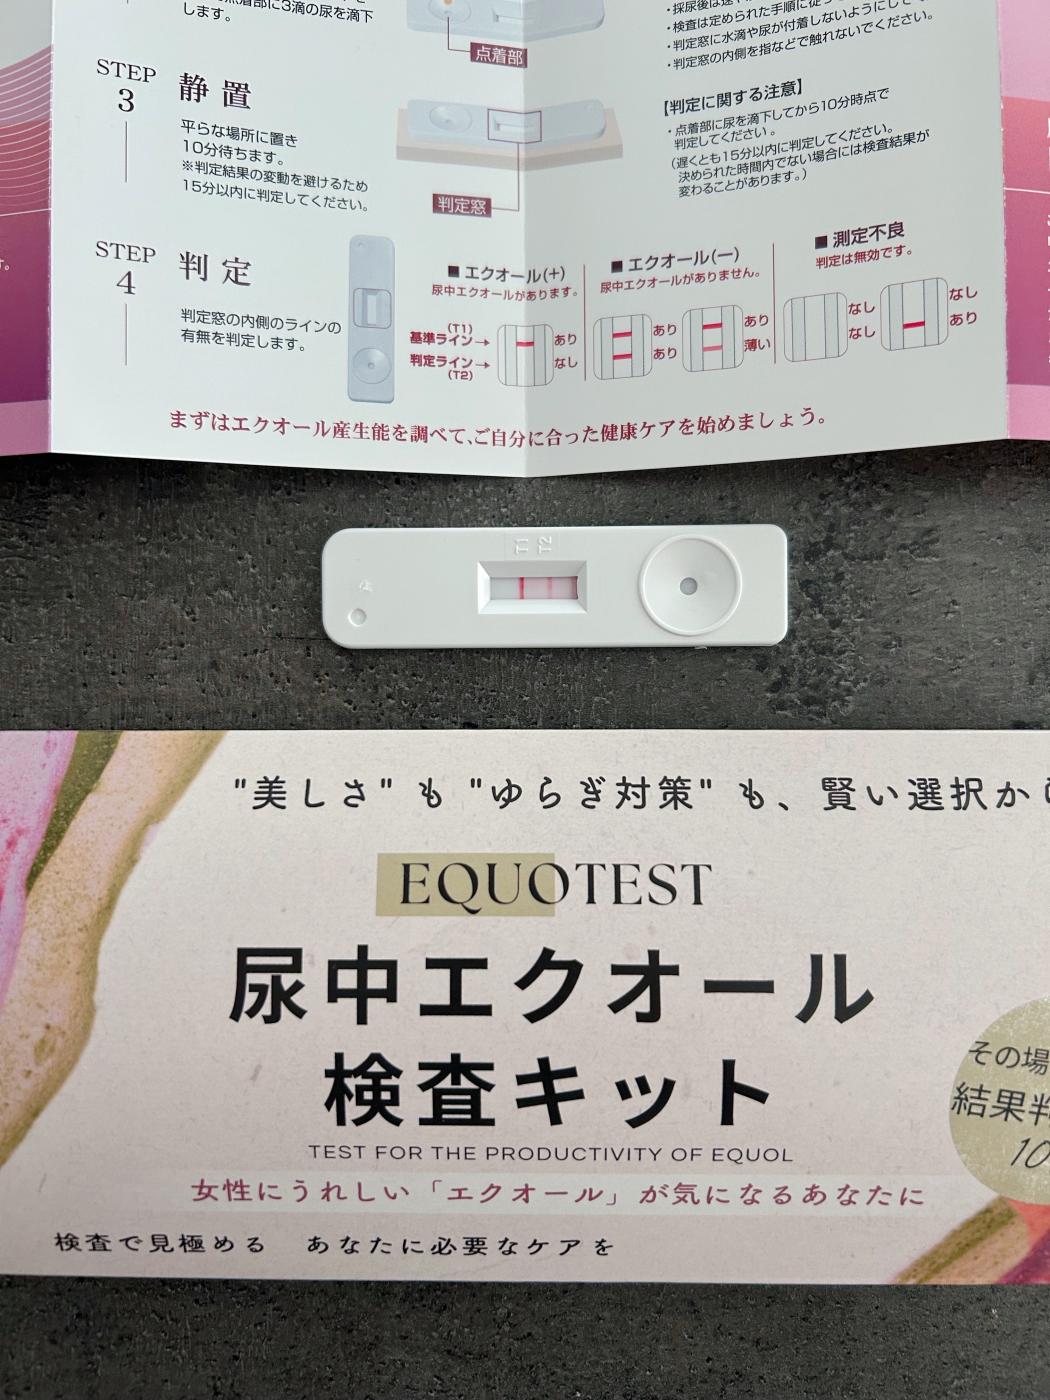 点着部に3滴の尿を滴下
します。
点着部
・検査は定められた手順に従っ
・判定窓に水滴や尿が付着しないようにして
・判定窓の内側を指などで触れないでください。
STEP
3
静置
平らな場所に置き
10分待ちます。
※判定結果の変動を避けるため
15分以内に判定してください。
判定窓
【判定に関する注意】
・点着部に尿を滴下してから10分時点で
判定してください。
(遅くとも15分以内に判定してください。
決められた時間内でない場合には検査結果が
変わることがあります。)
STEP
4
判定
判定窓の内側のラインの
有無を判定します。
■ エクオール(+)
尿中エクオールがあります。
(T1)
基準ライン→
判定ライン→
(T2)
あり
なし
■ エクオール(−)
尿中エクオールがありません。
あり
あり
あり
薄い
■ 測定不良
判定は無効です。
なし
なし
なし
あり
まずはエクオール産生能を調べて、ご自分に合った健康ケアを始めましょう。
す。
T1
T2
"美しさ" も "ゆらぎ対策" も、賢い選択から
EQUOTEST
尿中エクオール
検査キット
TEST FOR THE PRODUCTIVITY OF EQUOL
女性にうれしい「エクオール」が気になるあなたに
検査で見極める あなたに必要なケアを
その場
結果判
10